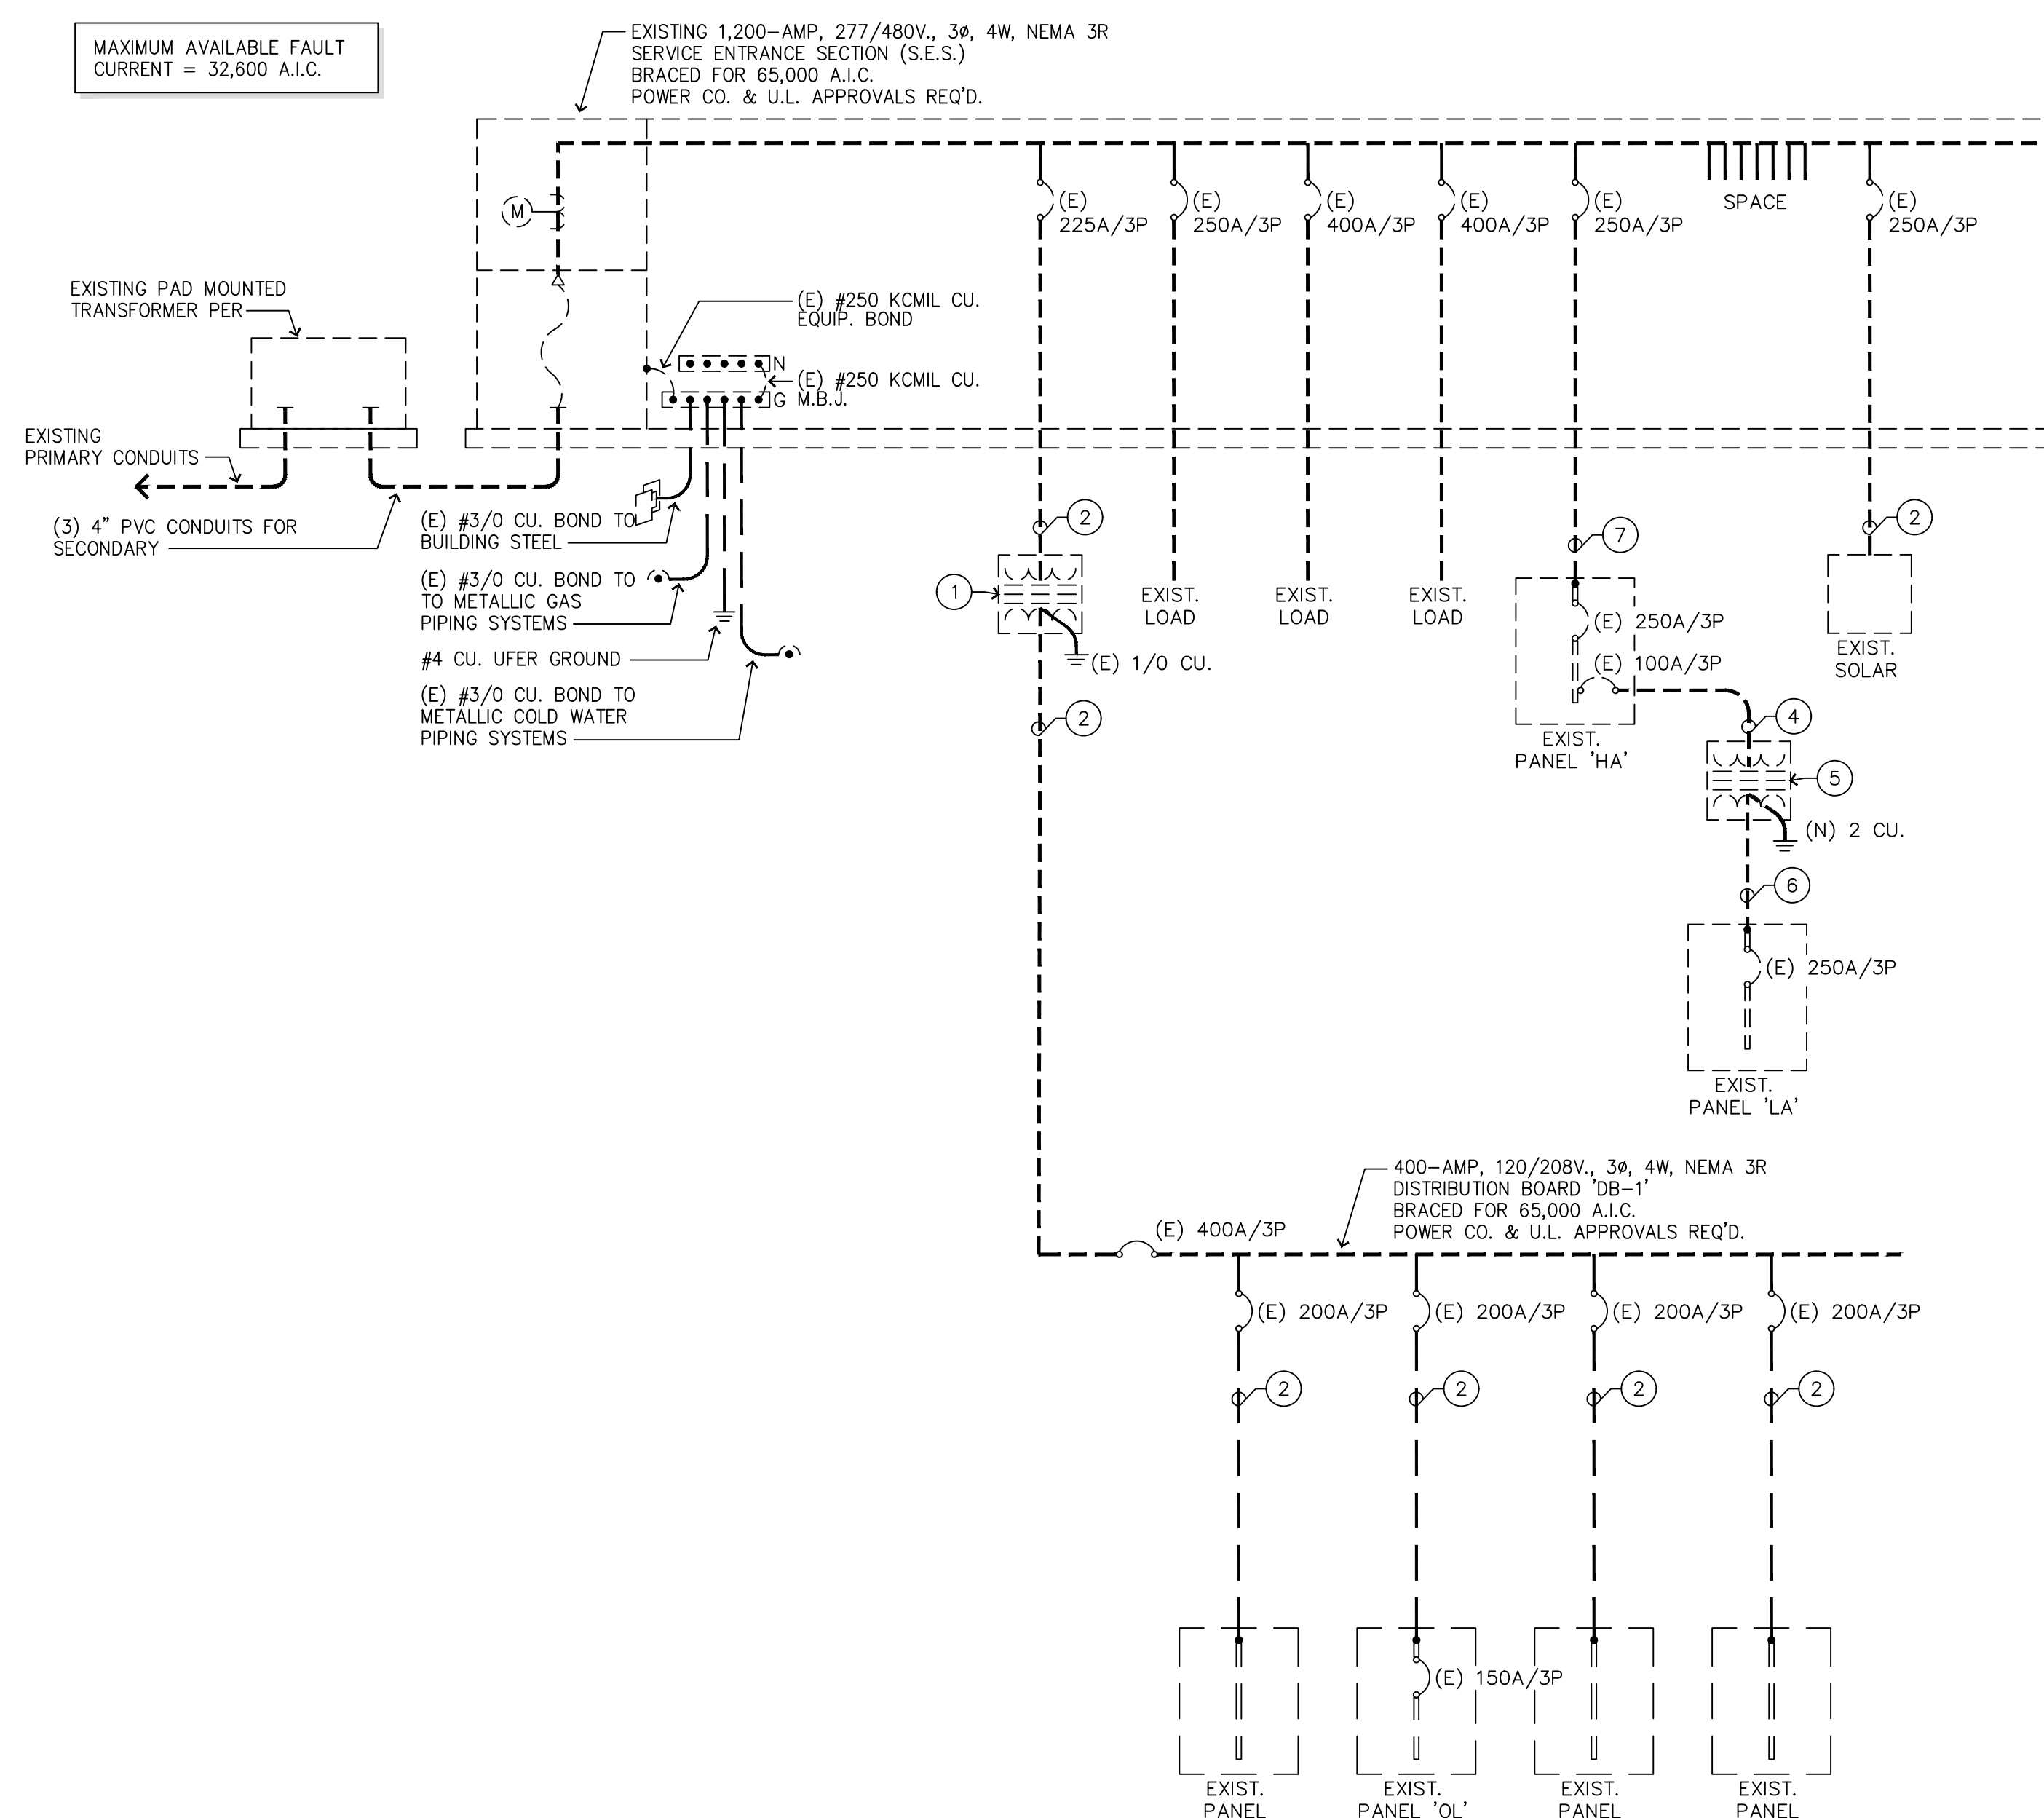 MAXIMUM AVAILABLE FAULT
CURRENT = 32,600 A.I.C.
EXISTING 1,200-AMP, 277/480V., 3ø, 4W, NEMA 3R
SERVICE ENTRANCE SECTION (S.E.S.)
BRACED FOR 65,000 A.I.C.
POWER CO. & U.L. APPROVALS REQ'D.
M
(E)
225A/3P
(E)
250A/3P
(E)
400A/3P
(E)
400A/3P
(E)
250A/3P
SPACE
(E)
250A/3P
EXISTING PAD MOUNTED
TRANSFORMER PER
(E) #250 KCMIL CU.
EQUIP. BOND
N
(E) #250 KCMIL CU.
G M.B.J.
EXISTING
PRIMARY CONDUITS
(3) 4" PVC CONDUITS FOR
SECONDARY
(E) #3/0 CU. BOND TO
BUILDING STEEL
(E) #3/0 CU. BOND TO
TO METALLIC GAS
PIPING SYSTEMS
#4 CU. UFER GROUND
(E) #3/0 CU. BOND TO
METALLIC COLD WATER
PIPING SYSTEMS
2
1
(E) 1/0 CU.
2
EXIST.
LOAD
EXIST.
LOAD
EXIST.
LOAD
7
(E) 250A/3P
(E) 100A/3P
EXIST.
PANEL 'HA'
2
EXIST.
SOLAR
4
5
(N) 2 CU.
6
(E) 250A/3P
EXIST.
PANEL 'LA'
400-AMP, 120/208V., 3ø, 4W, NEMA 3R
DISTRIBUTION BOARD 'DB-1'
BRACED FOR 65,000 A.I.C.
POWER CO. & U.L. APPROVALS REQ'D.
(E) 400A/3P
(E) 200A/3P
(E) 200A/3P
(E) 200A/3P
(E) 200A/3P
2
2
2
2
(E) 150A/3P
EXIST.
PANEL
EXIST.
PANEL 'OL'
EXIST.
PANEL
EXIST.
PANEL